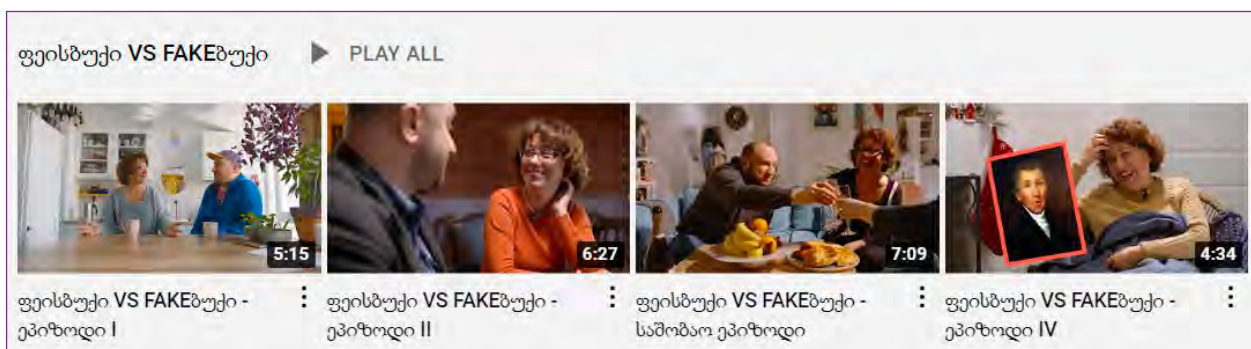 ფეისბუქი VS FAKEბუქი
PLAY ALL
5:15
6:27
7:09
4:34
ფეისბუქი VS FAKEბუქი -
ეპიზოდი I
ფეისბუქი VS FAKEბუქი -
ეპიზოდი II
ფეისბუქი VS FAKEბუქი -
საშობაო ეპიზოდი
ფეისბუქი VS FAKEბუქი -
ეპიზოდი IV